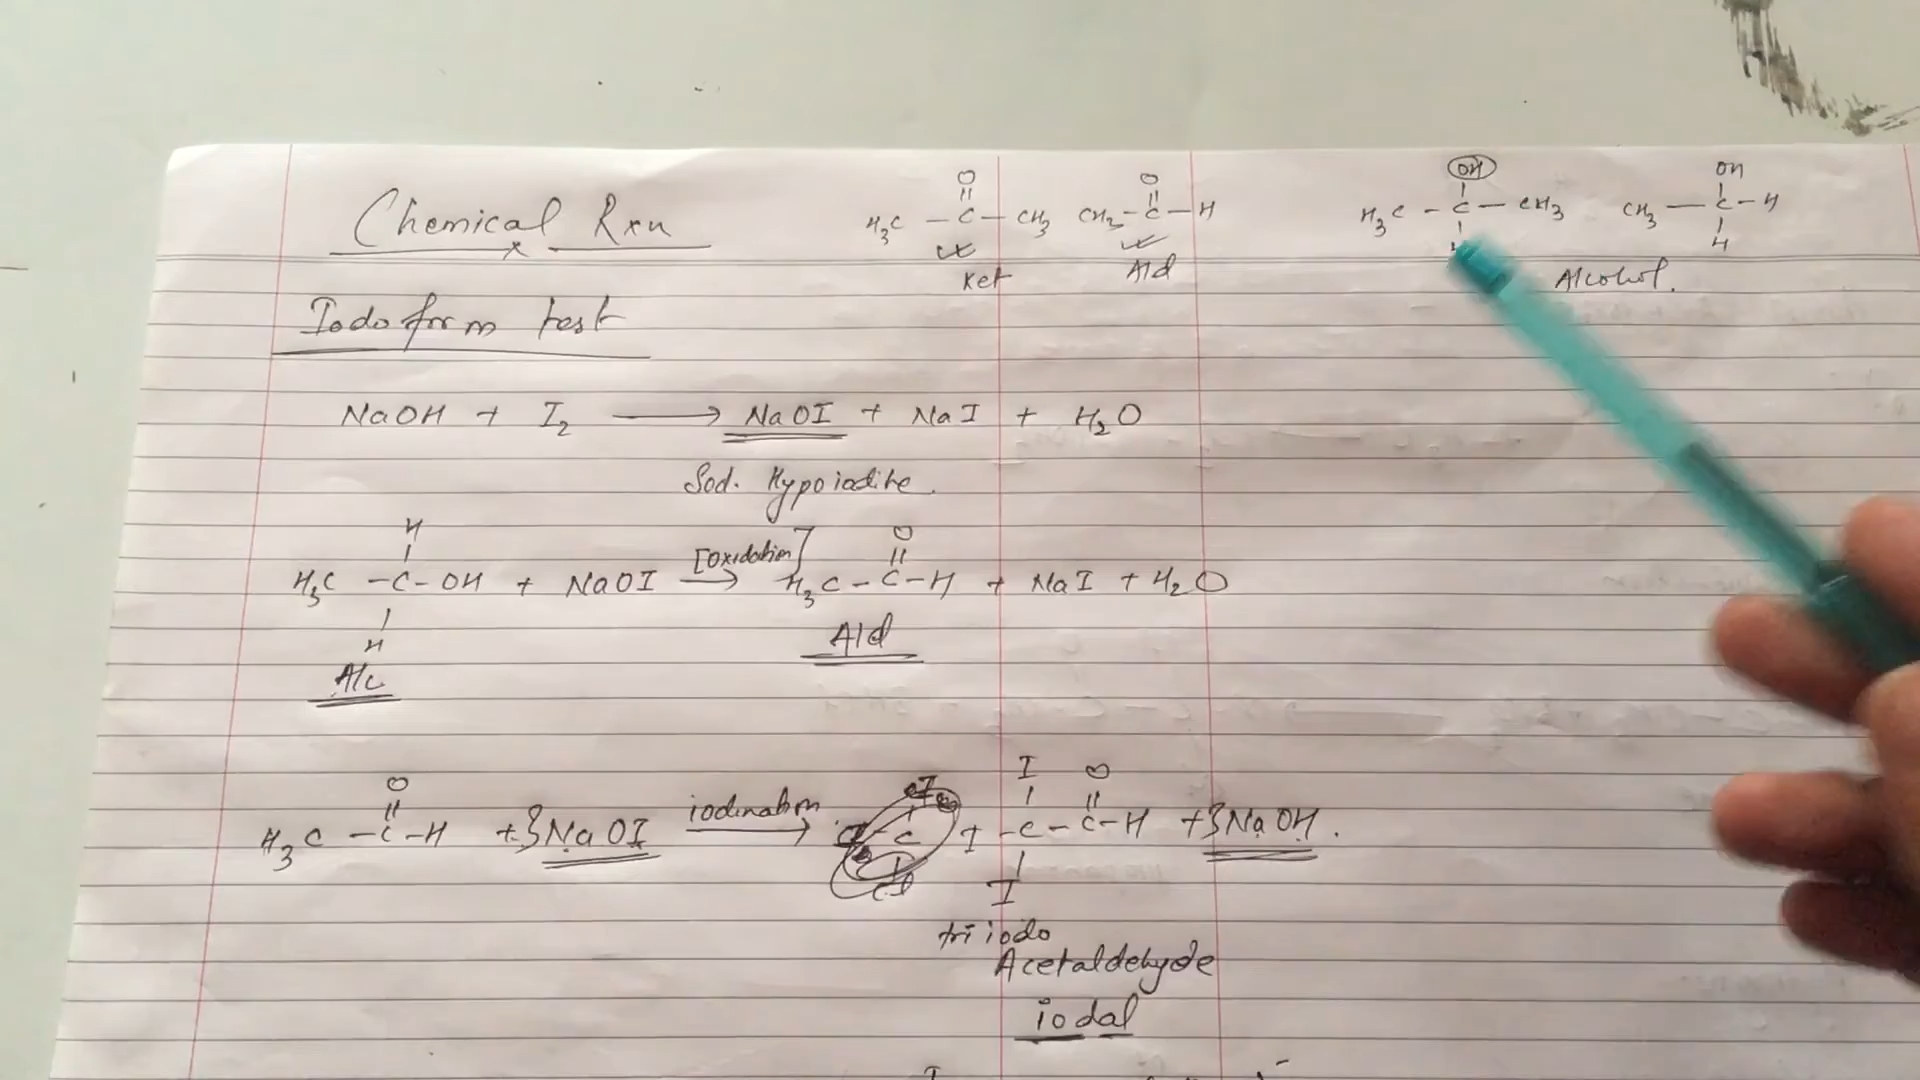 Chemical Rxn
O O OH OH
H3C - C - CH3 CH3 - C - H H3C - C - CH3 CH3 - C - H
H
Ket Ald Alcohol.
Iodoform test
NaOH + I2 → NaOI + NaI + H2O
Sod. Hypoiodite.
H [Oxidation] O
H3C - C - OH + NaOI → H3C - C - H + NaI + H2O
H
Alc Ald
O iodination I O
H3C - C - H + 3NaOI → I - C - C - H + 3NaOH.
I
tri iodo
Acetaldehyde
iodal
I